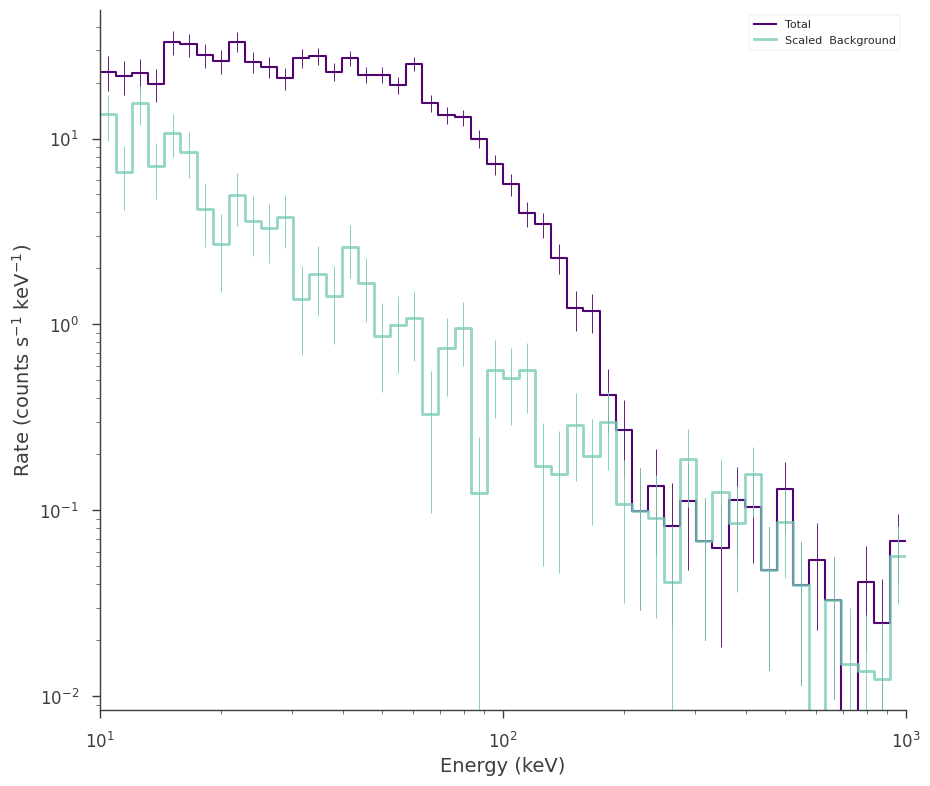 Total
Scaled  Background
Rate (counts s⁻¹ keV⁻¹)
10¹
10⁰
10⁻¹
10⁻²
10¹ 10² 10³
Energy (keV)